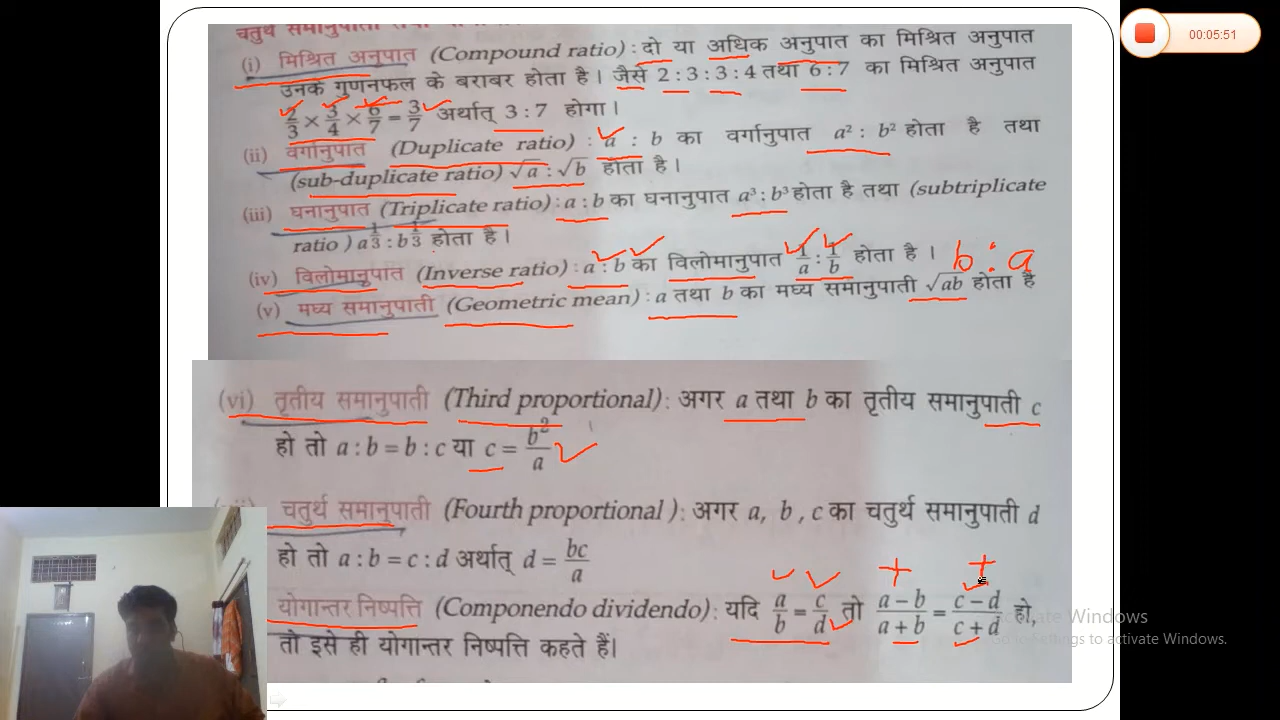 चतुर्थ समानुपाती
(i) मिश्रित अनुपात (Compound ratio) : दो या अधिक अनुपात का मिश्रित अनुपात
उनके गुणनफल के बराबर होता है। जैसे 2 : 3 : 3 : 4 तथा 6 : 7 का मिश्रित अनुपात
2/3 × 3/4 × 6/7 = 3/7 अर्थात् 3 : 7 होगा।
(ii) वर्गानुपात (Duplicate ratio) : a : b का वर्गानुपात a² : b² होता है तथा
(sub-duplicate ratio) √a : √b होता है।
(iii) घनानुपात (Triplicate ratio) : a : b का घनानुपात a³ : b³ होता है तथा (subtriplicate
ratio ) a^1/3 : b^1/3 होता है।
(iv) विलोमानुपात (Inverse ratio) : a : b का विलोमानुपात 1/a : 1/b होता है । b : a
(v) मध्य समानुपाती (Geometric mean) : a तथा b का मध्य समानुपाती √ab होता है
(vi) तृतीय समानुपाती (Third proportional) : अगर a तथा b का तृतीय समानुपाती c
हो तो a : b = b : c या c = b²/a
चतुर्थ समानुपाती (Fourth proportional ) : अगर a, b , c का चतुर्थ समानुपाती d
हो तो a : b = c : d अर्थात् d = bc/a
+ +
योगान्तर निष्पत्ति (Componendo dividendo) : यदि a/b = c/d तो a – b/a + b = c – d/c + d हो,
तो इसे ही योगान्तर निष्पत्ति कहते हैं।
00:05:51
Activate Windows
Go to Settings to activate Windows.